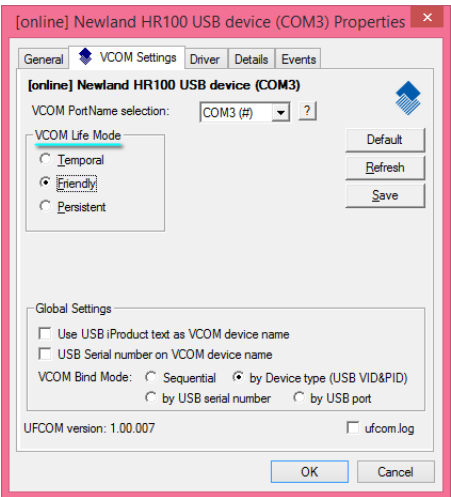 [online] Newland HR100 USB device (COM3) Properties
General VCOM Settings Driver Details Events
[online] Newland HR100 USB device (COM3)
VCOM PortName selection: COM3 (#) ?
VCOM Life Mode
Default
Temporal
Refresh
Friendly
Save
Persistent
Global Settings
Use USB iProduct text as VCOM device name
USB Serial number on VCOM device name
VCOM Bind Mode: Sequential by Device type (USB VID&PID)
by USB serial number by USB port
UFCOM version: 1.00.007 ufcom.log
OK Cancel